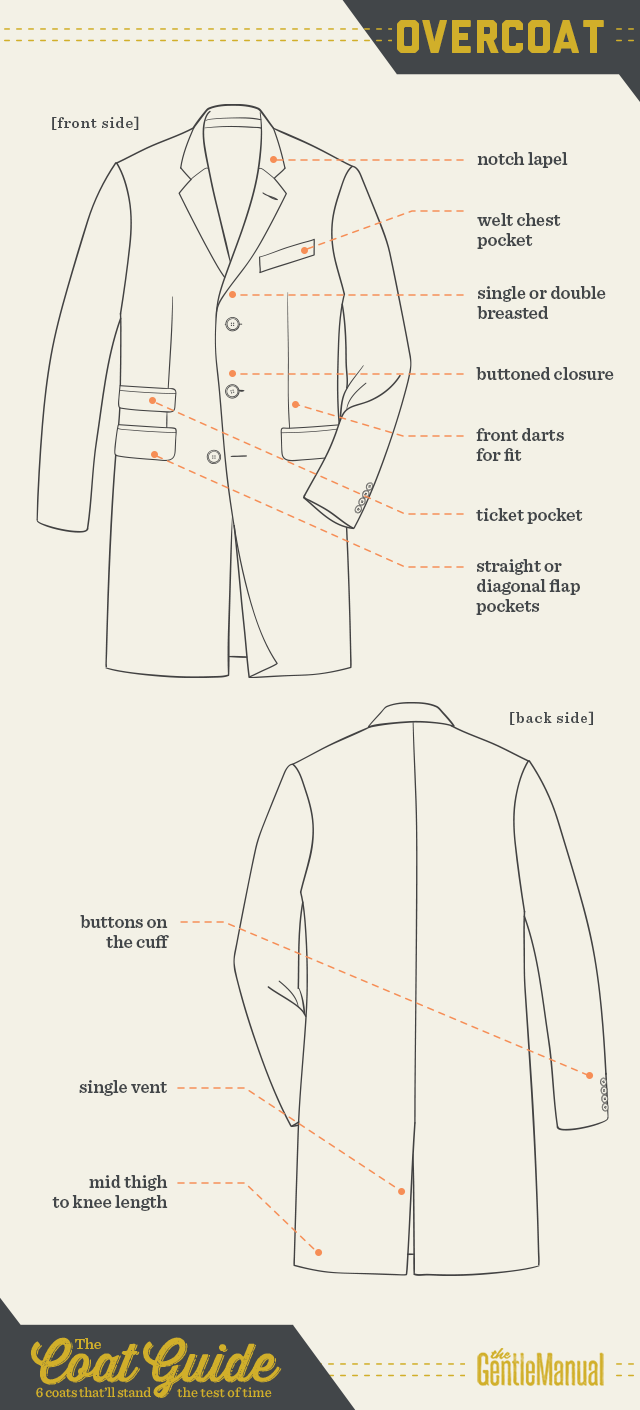 OVERCOAT
[front side]
notch lapel
welt chest
pocket
single or double
breasted
buttoned closure
front darts
for fit
ticket pocket
straight or
diagonal flap
pockets
[back side]
buttons on
the cuff
single vent
mid thigh
to knee length
The
Coat Guide
6 coats that'll stand the test of time
the
GentleManual